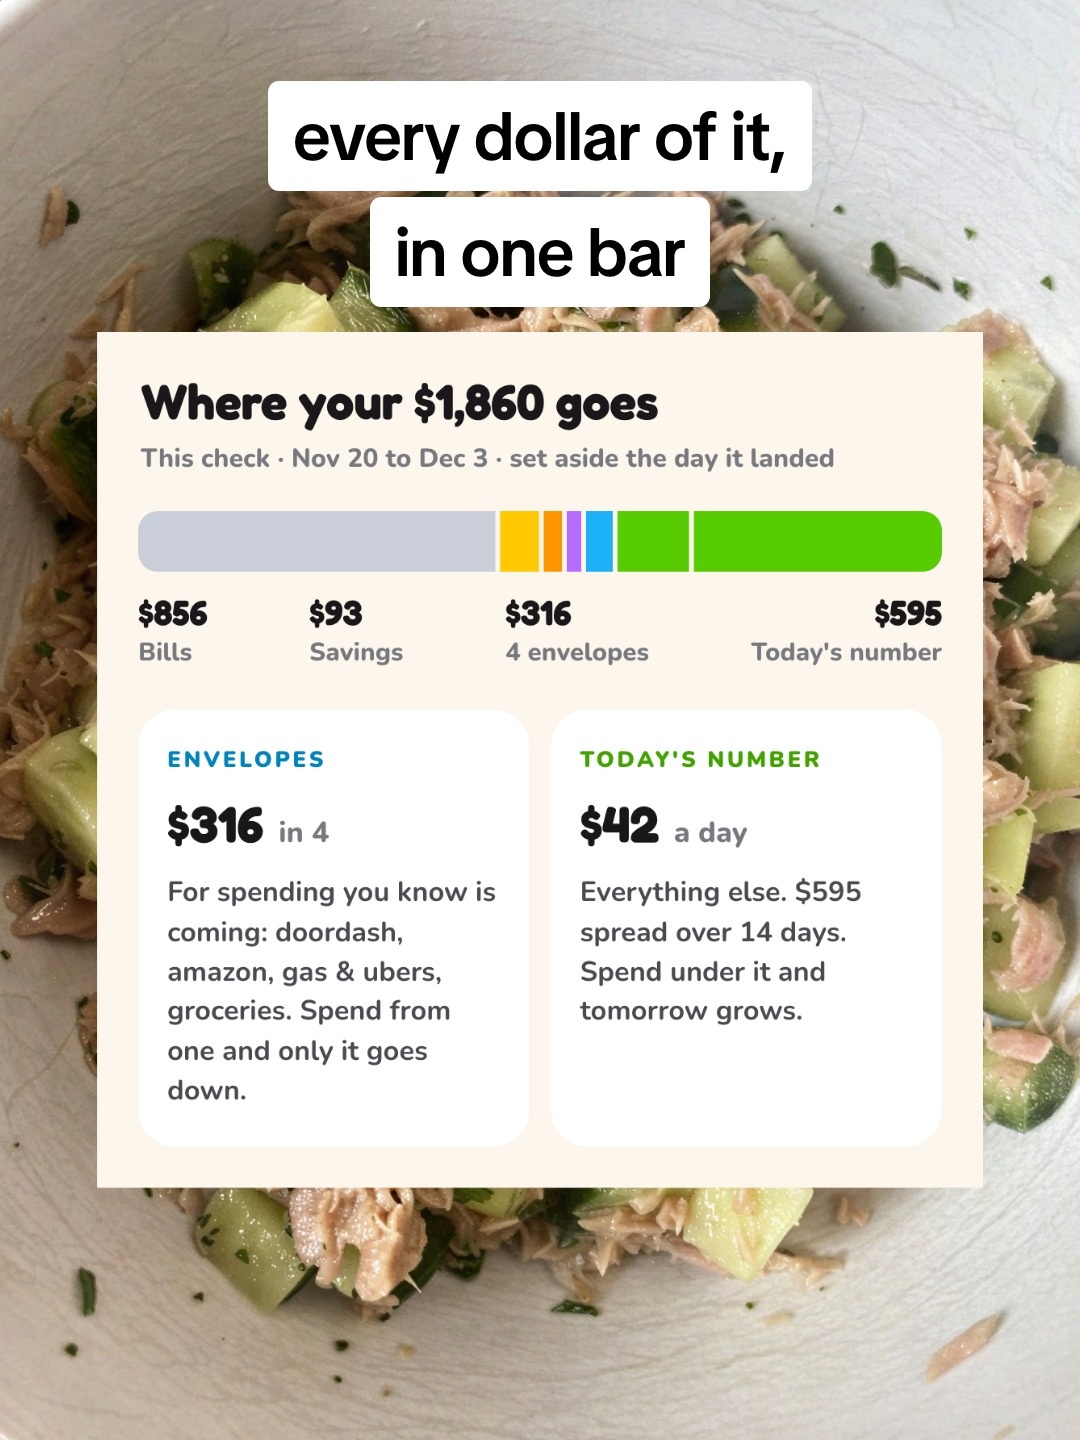 every dollar of it,
in one bar
Where your $1,860 goes
This check · Nov 20 to Dec 3 · set aside the day it landed
$856
Bills
$93
Savings
$316
4 envelopes
$595
Today's number
ENVELOPES
$316 in 4
For spending you know is
coming: doordash,
amazon, gas & ubers,
groceries. Spend from
one and only it goes
down.
TODAY'S NUMBER
$42 a day
Everything else. $595
spread over 14 days.
Spend under it and
tomorrow grows.